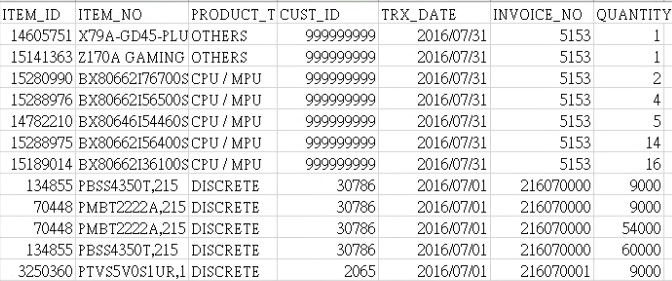 ITEM_ID ITEM_NO PRODUCT_T CUST_ID TRX_DATE INVOICE_NO QUANTITY
14605751 X79A-GD45-PLU OTHERS 999999999 2016/07/31 5153 1
15141363 Z170A GAMING OTHERS 999999999 2016/07/31 5153 1
15280990 BX80662I76700S CPU / MPU 999999999 2016/07/31 5153 2
15288976 BX80662I56500S CPU / MPU 999999999 2016/07/31 5153 4
14782210 BX80646I54460S CPU / MPU 999999999 2016/07/31 5153 5
15288975 BX80662I56400S CPU / MPU 999999999 2016/07/31 5153 14
15189014 BX80662I36100S CPU / MPU 999999999 2016/07/31 5153 16
134855 PBSS4350T,215 DISCRETE 30786 2016/07/01 216070000 9000
70448 PMBT2222A,215 DISCRETE 30786 2016/07/01 216070000 9000
70448 PMBT2222A,215 DISCRETE 30786 2016/07/01 216070000 54000
134855 PBSS4350T,215 DISCRETE 30786 2016/07/01 216070000 60000
3250360 PTVS5V0S1UR,1 DISCRETE 2065 2016/07/01 216070001 9000